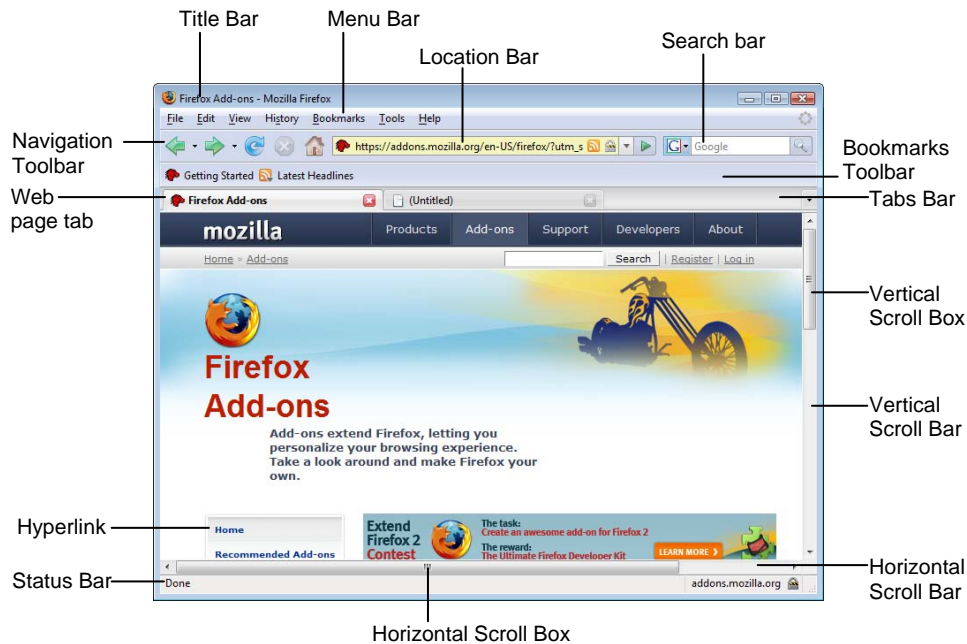 Title Bar
Menu Bar
Location Bar
Search bar
Firefox Add-ons - Mozilla Firefox
File Edit View History Bookmarks Tools Help
Navigation
Toolbar
https://addons.mozilla.org/en-US/firefox/?utm_s
G Google
Bookmarks
Toolbar
Getting Started Latest Headlines
Web
page tab
Firefox Add-ons
(Untitled)
Tabs Bar
mozilla
Products Add-ons Support Developers About
Home » Add-ons
Search | Register | Log in
Vertical
Scroll Box
Firefox
Add-ons
Vertical
Scroll Bar
Add-ons extend Firefox, letting you
personalize your browsing experience.
Take a look around and make Firefox your
own.
Hyperlink
Home
Recommended Add-ons
Extend
Firefox 2
Contest
The task:
Create an awesome add-on for Firefox 2
The reward:
The Ultimate Firefox Developer Kit
LEARN MORE
Status Bar
Done
addons.mozilla.org
Horizontal
Scroll Bar
Horizontal Scroll Box